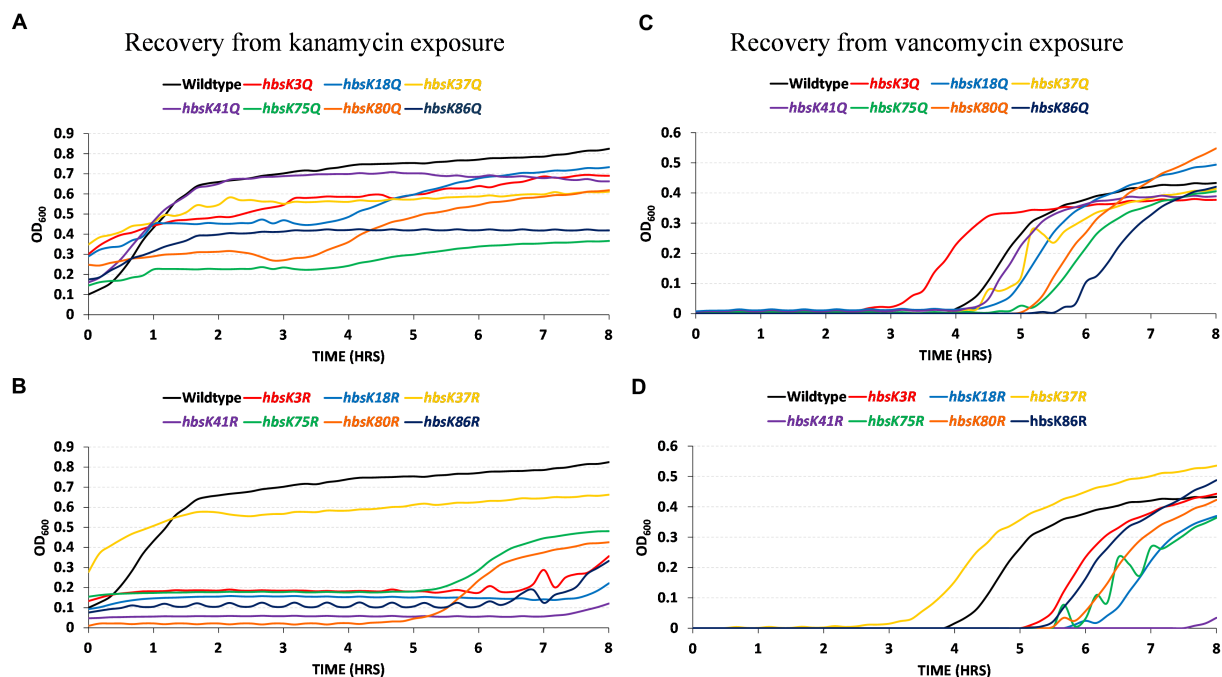 A
Recovery from kanamycin exposure
Wildtype hbsK3Q hbsK18Q hbsK37Q
hbsK41Q hbsK75Q hbsK80Q hbsK86Q
0.9
0.8
0.7
0.6
0.5
0.4
0.3
0.2
0.1
0
OD600
0 1 2 3 4 5 6 7 8
TIME (HRS)
B
Wildtype hbsK3R hbsK18R hbsK37R
hbsK41R hbsK75R hbsK80R hbsK86R
0.9
0.8
0.7
0.6
0.5
0.4
0.3
0.2
0.1
0
OD600
0 1 2 3 4 5 6 7 8
TIME (HRS)
C
Recovery from vancomycin exposure
Wildtype hbsK3Q hbsK18Q hbsK37Q
hbsK41Q hbsK75Q hbsK80Q hbsK86Q
0.6
0.5
0.4
0.3
0.2
0.1
0
OD600
0 1 2 3 4 5 6 7 8
TIME (HRS)
D
Wildtype hbsK3R hbsK18R hbsK37R
hbsK41R hbsK75R hbsK80R hbsK86R
0.6
0.5
0.4
0.3
0.2
0.1
0
OD600
0 1 2 3 4 5 6 7 8
TIME (HRS)